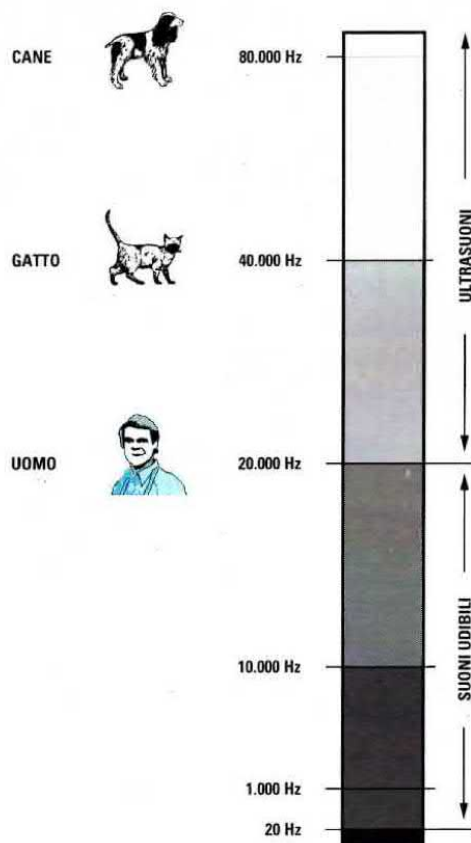 CANE 80.000 Hz
GATTO 40.000 Hz
ULTRASUONI
UOMO 20.000 Hz
10.000 Hz
SUONI UDIBILI
1.000 Hz
20 Hz